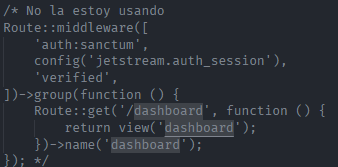 /* No la estoy usando
Route::middleware([
    'auth:sanctum',
    config('jetstream.auth_session'),
    'verified',
])->group(function () {
    Route::get('/dashboard', function () {
        return view('dashboard');
    })->name('dashboard');
}); */